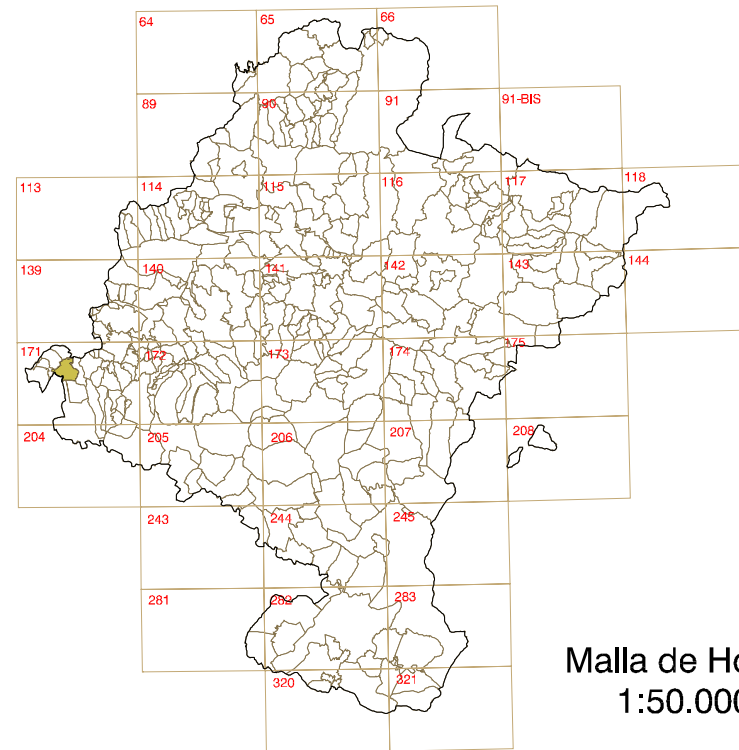 64 65 66
89 90 91 91-BIS
113 114 115 116 117 118
139 140 141 142 143 144
171 172 173 174 175
204 205 206 207 208
243 244 245
281 282 283
320 321
Malla de Ho
1:50.000